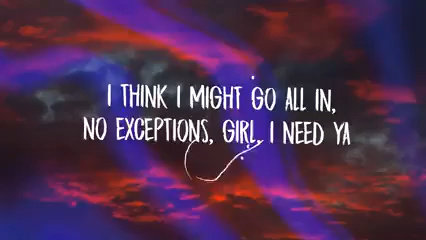 I THINK I MIGHT GO ALL IN,
NO EXCEPTIONS, GIRL, I NEED YA